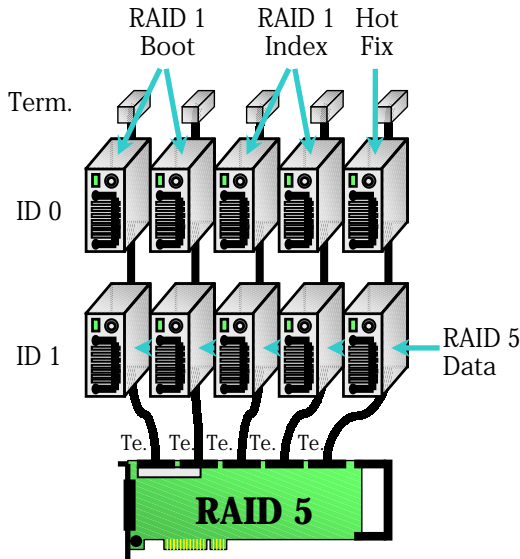 RAID 1
Boot
RAID 1
Index
Hot
Fix
Term.
ID 0
ID 1
RAID 5
Data
Te. Te. Te. Te. Te.
RAID 5